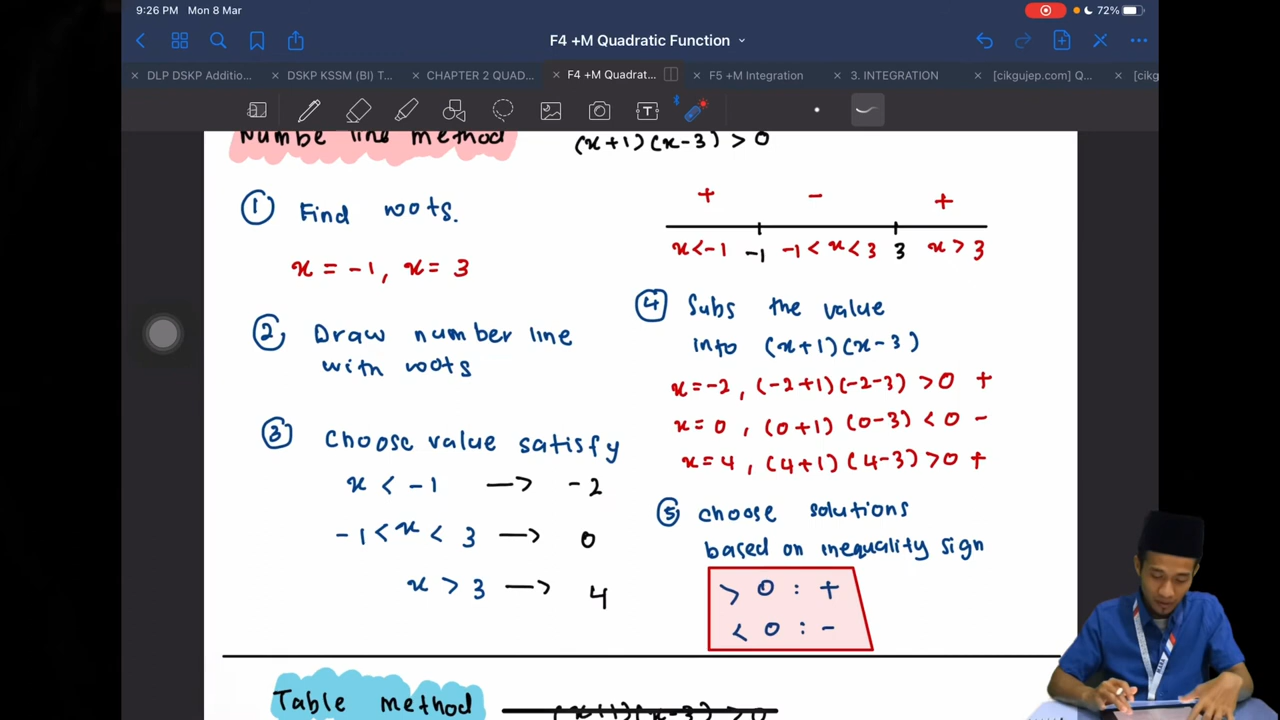 9:26 PM Mon 8 Mar
72%
F4 +M Quadratic Function
DLP DSKP Additio...
DSKP KSSM (BI) T...
CHAPTER 2 QUAD...
F4 +M Quadrat...
F5 +M Integration
3. INTEGRATION
[cikgujep.com] Q...
[cik
Numbe line method
(x+1)(x-3) > 0
① Find roots.
x = -1, x = 3
② Draw number line
with roots
③ Choose value satisfy
x < -1 → -2
-1 < x < 3 → 0
x > 3 → 4
+ - +
x<-1 -1 -1 < x < 3 3 x > 3
④ Subs the value
into (x+1)(x-3)
x=-2, (-2+1)(-2-3) >0 +
x=0, (0+1)(0-3) <0 -
x=4, (4+1)(4-3) >0 +
⑤ choose solutions
based on inequality sign
> 0 : +
< 0 : -
Table method
(x+1)(x-3) >0